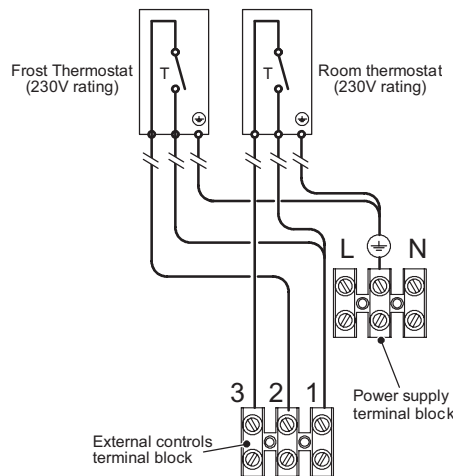 Frost Thermostat
(230V rating)
T
T
Room thermostat
(230V rating)
L
N
3
2
1
Power supply
terminal block
External controls
terminal block